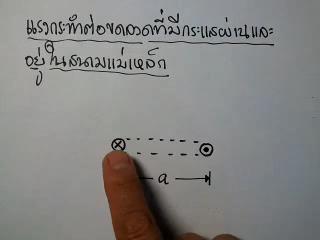 แรงกระทำต่อขดลวดที่มีกระแสผ่านและ
อยู่ในสนามแม่เหล็ก
a